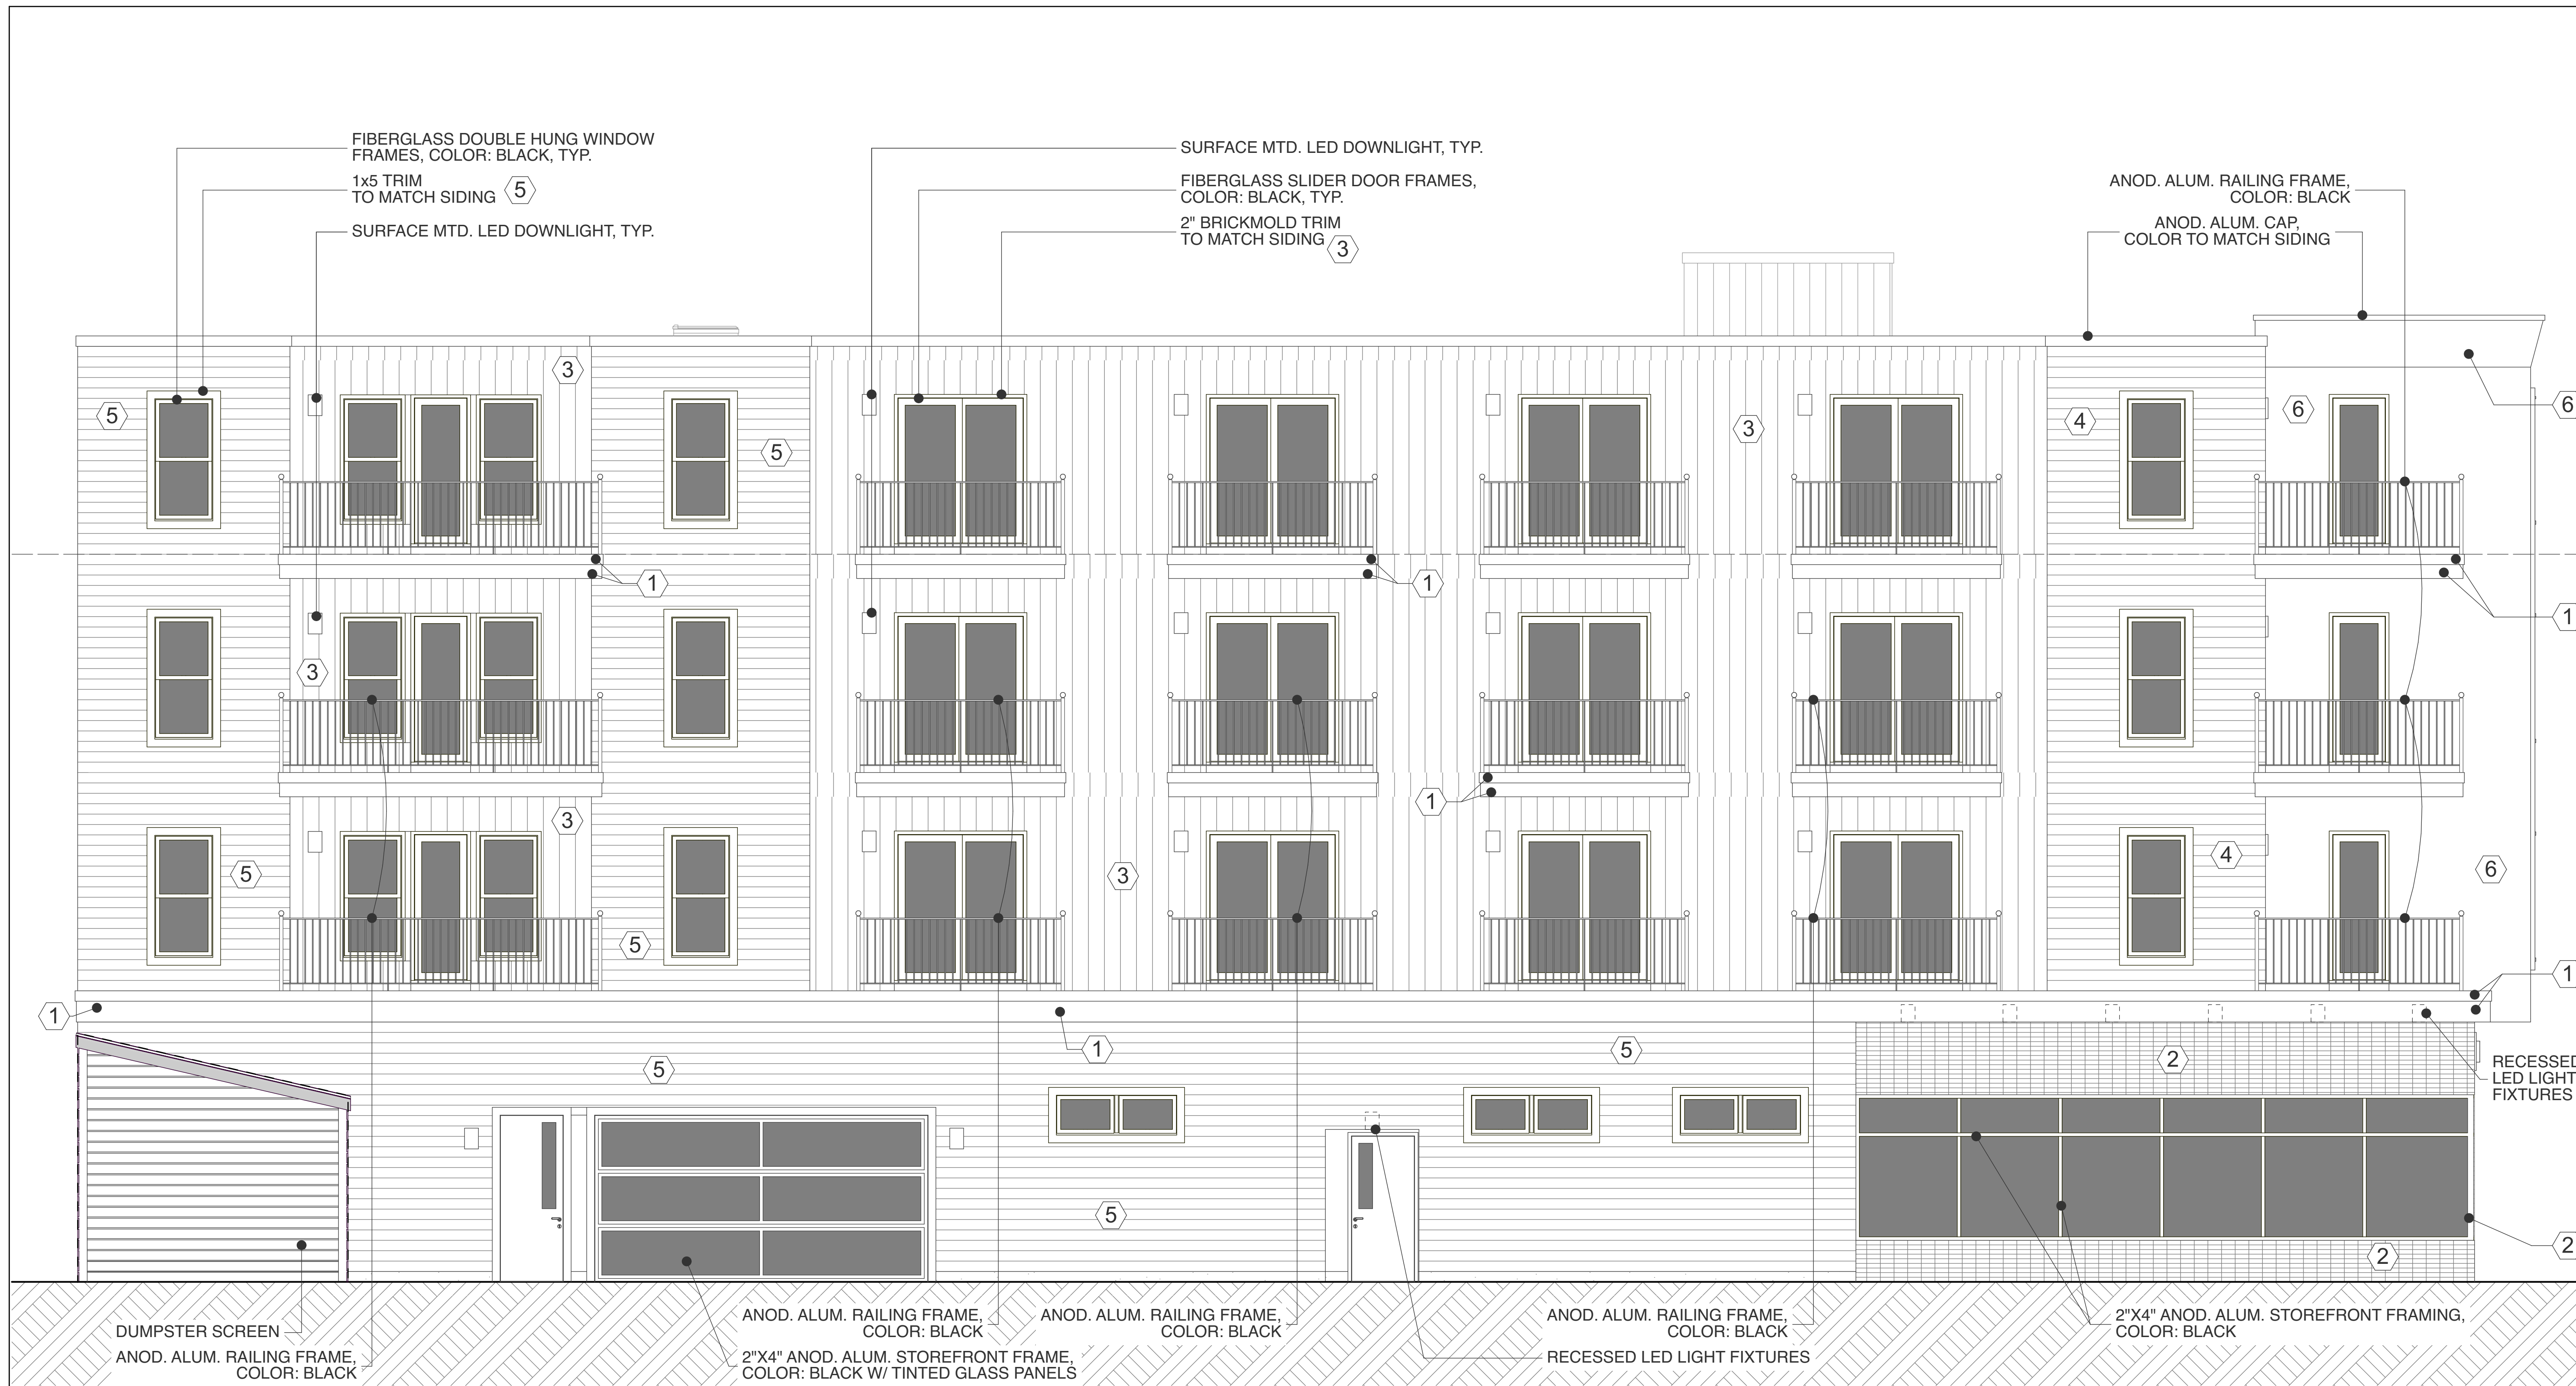 FIBERGLASS DOUBLE HUNG WINDOW
FRAMES, COLOR: BLACK, TYP.
1x5 TRIM
TO MATCH SIDING 5
SURFACE MTD. LED DOWNLIGHT, TYP.
SURFACE MTD. LED DOWNLIGHT, TYP.
FIBERGLASS SLIDER DOOR FRAMES,
COLOR: BLACK, TYP.
2" BRICKMOLD TRIM
TO MATCH SIDING 3
ANOD. ALUM. RAILING FRAME,
COLOR: BLACK
ANOD. ALUM. CAP,
COLOR TO MATCH SIDING
3
5
5
3
4
6
6
1
1
1
3
1
3
5
5
3
4
6
1
1
1
5
5
2
RECESSED
LED LIGHT
FIXTURES
5
2
2
DUMPSTER SCREEN
ANOD. ALUM. RAILING FRAME,
COLOR: BLACK
ANOD. ALUM. RAILING FRAME,
COLOR: BLACK
2"X4" ANOD. ALUM. STOREFRONT FRAME,
COLOR: BLACK W/ TINTED GLASS PANELS
ANOD. ALUM. RAILING FRAME,
COLOR: BLACK
ANOD. ALUM. RAILING FRAME,
COLOR: BLACK
RECESSED LED LIGHT FIXTURES
2"X4" ANOD. ALUM. STOREFRONT FRAMING,
COLOR: BLACK